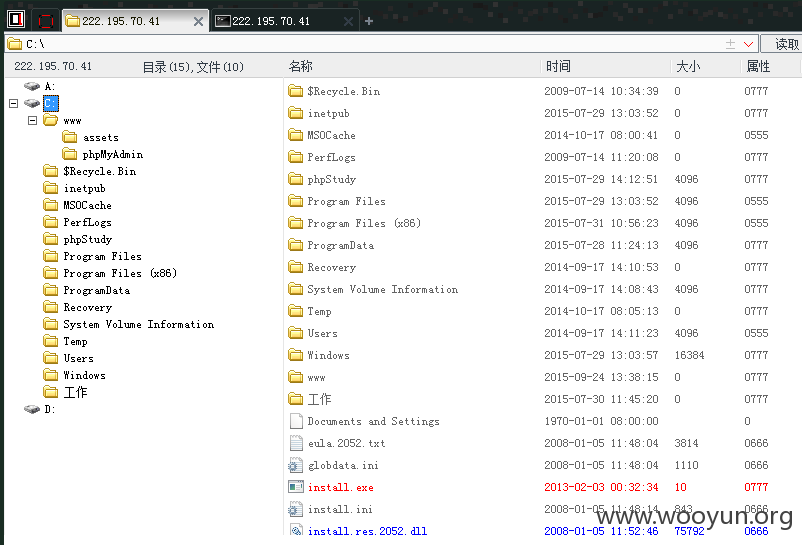 222.195.70.41 222.195.70.41
C:\ 读取
222.195.70.41 目录(15),文件(10) 名称 时间 大小 属性
A:
C:
www
assets
phpMyAdmin
$Recycle.Bin
inetpub
MSOCache
PerfLogs
phpStudy
Program Files
Program Files (x86)
ProgramData
Recovery
System Volume Information
Temp
Users
Windows
工作
D:
$Recycle.Bin 2009-07-14 10:34:39 0 0777
inetpub 2015-07-29 13:03:52 0 0777
MSOCache 2014-10-17 08:00:41 0 0555
PerfLogs 2009-07-14 11:20:08 0 0777
phpStudy 2015-07-29 14:12:51 4096 0777
Program Files 2015-07-29 13:03:52 4096 0555
Program Files (x86) 2015-07-31 10:56:23 4096 0555
ProgramData 2015-07-28 11:24:13 4096 0777
Recovery 2014-09-17 14:10:53 0 0777
System Volume Information 2014-09-17 14:08:43 4096 0777
Temp 2014-10-17 08:05:13 0 0777
Users 2014-09-17 14:11:23 4096 0555
Windows 2015-07-29 13:03:57 16384 0777
www 2015-09-24 13:38:15 0 0777
工作 2015-07-30 11:45:20 0 0777
Documents and Settings 1970-01-01 08:00:00 0
eula.2052.txt 2008-01-05 11:48:04 3814 0666
globdata.ini 2008-01-05 11:48:04 1110 0666
install.exe 2013-02-03 00:32:34 10 0777
install.ini 2008-01-05 11:48:14 843 0666
install.res.2052.dll 2008-01-05 11:52:46 75792 0666
www.wooyun.org